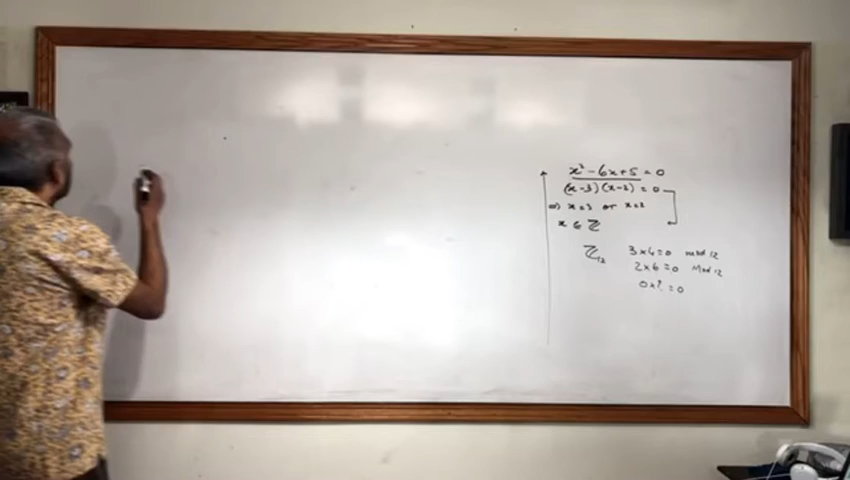 x² - 6x + 5 = 0
(x-3)(x-2) = 0
⇒ x = 3 or x = 2
x ∈ ℤ
ℤ₁₂ 3 x 4 = 0 mod 12
2 x 6 = 0 Mod 12
0 x ? = 0